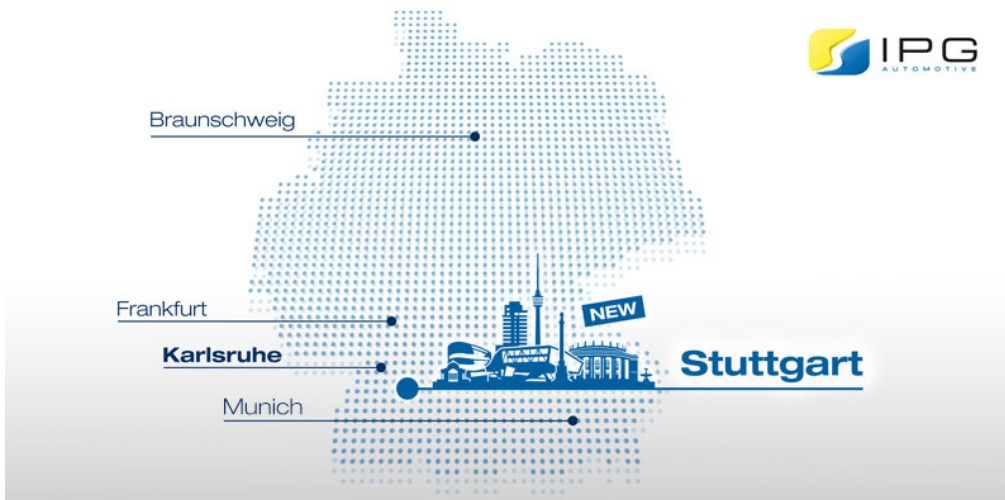 IPG
AUTOMOTIVE
Braunschweig
Frankfurt
NEW
Karlsruhe
Stuttgart
Munich